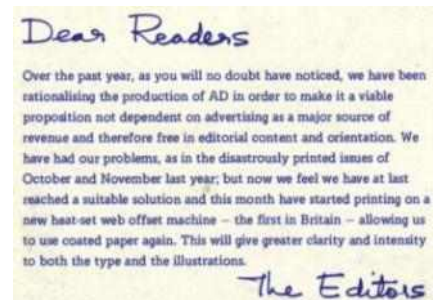 Dear Readers
Over the past year, as you will no doubt have noticed, we have been
rationalising the production of AD in order to make it a viable
proposition not dependent on advertising as a major source of
revenue and therefore free in editorial content and orientation. We
have had our problems, as in the disastrously printed issues of
October and November last year; but now we feel we have at last
reached a suitable solution and this month have started printing on a
new heat-set web offset machine — the first in Britain — allowing us
to use coated paper again. This will give greater clarity and intensity
to both the type and the illustrations.
The Editors